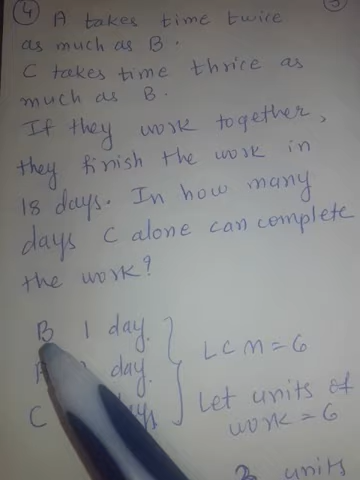 ④ A takes time twice
as much as B.
C takes time thrice as
much as B.
If they work together,
they finish the work in
18 days. In how many
days C alone can complete
the work?
B 1 day.
day.
C days
LCM = 6
Let units of
work = 6
units